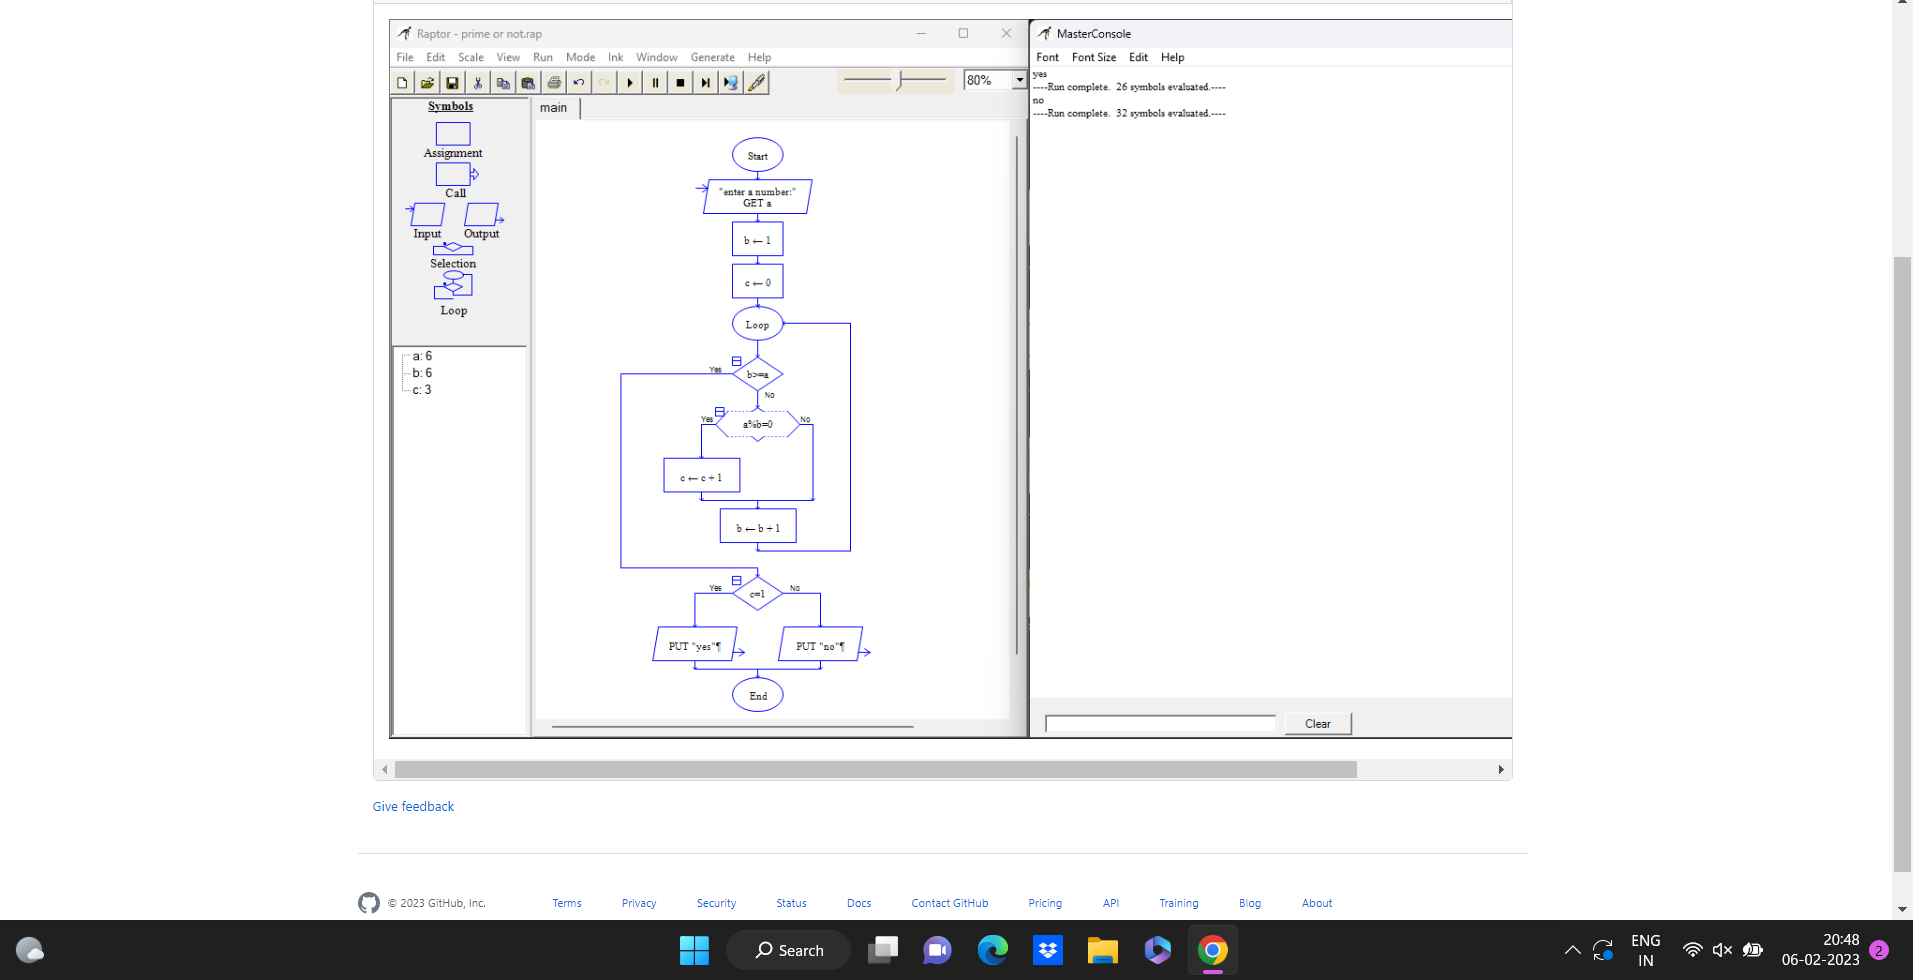 Raptor - prime or not.rap
File Edit Scale View Run Mode Ink Window Generate Help
80%
Symbols
Assignment
Call
Input Output
Selection
Loop
a: 6
b: 6
c: 3
main
Start
"enter a number:"
GET a
b ← 1
c ← 0
Loop
Yes
b>=a
No
Yes
a%b=0
No
c ← c + 1
b ← b + 1
Yes
c=1
No
PUT "yes"¶
PUT "no"¶
End
MasterConsole
Font Font Size Edit Help
yes
----Run complete. 26 symbols evaluated.----
no
----Run complete. 32 symbols evaluated.----
Clear
Give feedback
© 2023 GitHub, Inc. Terms Privacy Security Status Docs Contact GitHub Pricing API Training Blog About
Search
ENG
IN
20:48
06-02-2023
2